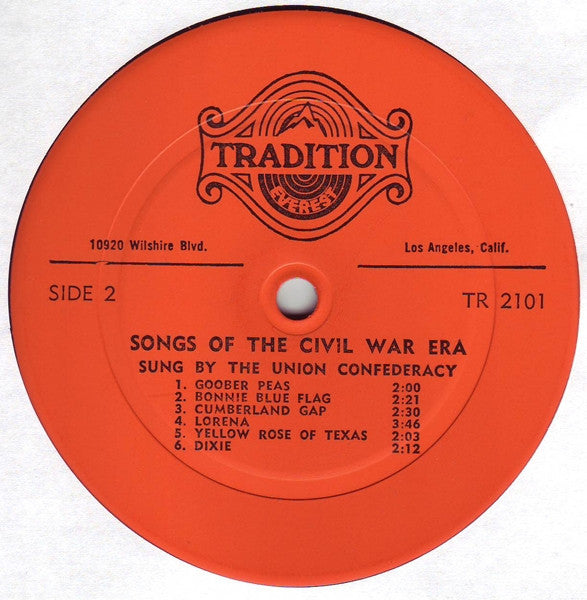 TRADITION
EVEREST
10920 Wilshire Blvd. Los Angeles, Calif.
SIDE 2 TR 2101
SONGS OF THE CIVIL WAR ERA
SUNG BY THE UNION CONFEDERACY
1. GOOBER PEAS 2:00
2. BONNIE BLUE FLAG 2:21
3. CUMBERLAND GAP 2:30
4. LORENA 3:46
5. YELLOW ROSE OF TEXAS 2:03
6. DIXIE 2:12